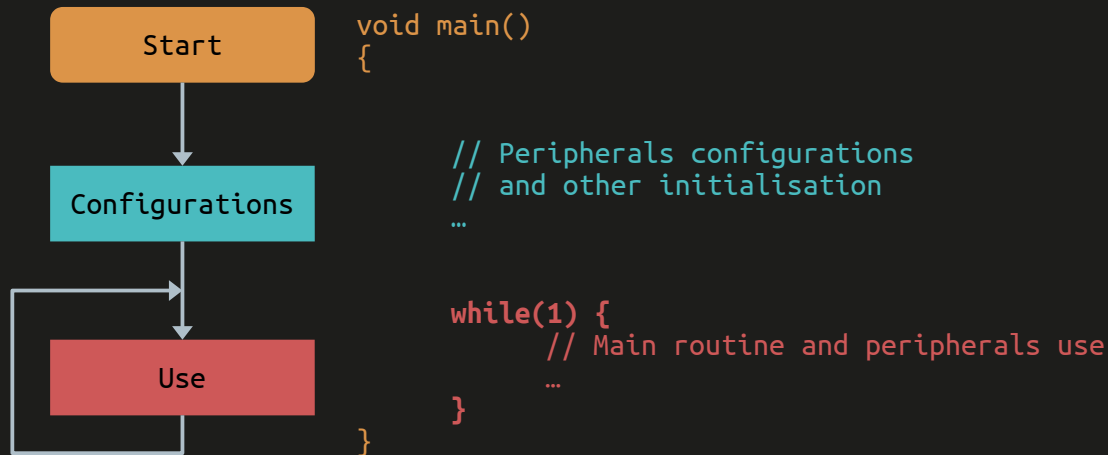 Start
Configurations
Use
void main()
{
// Peripherals configurations
// and other initialisation
…
while(1) {
// Main routine and peripherals use
…
}
}